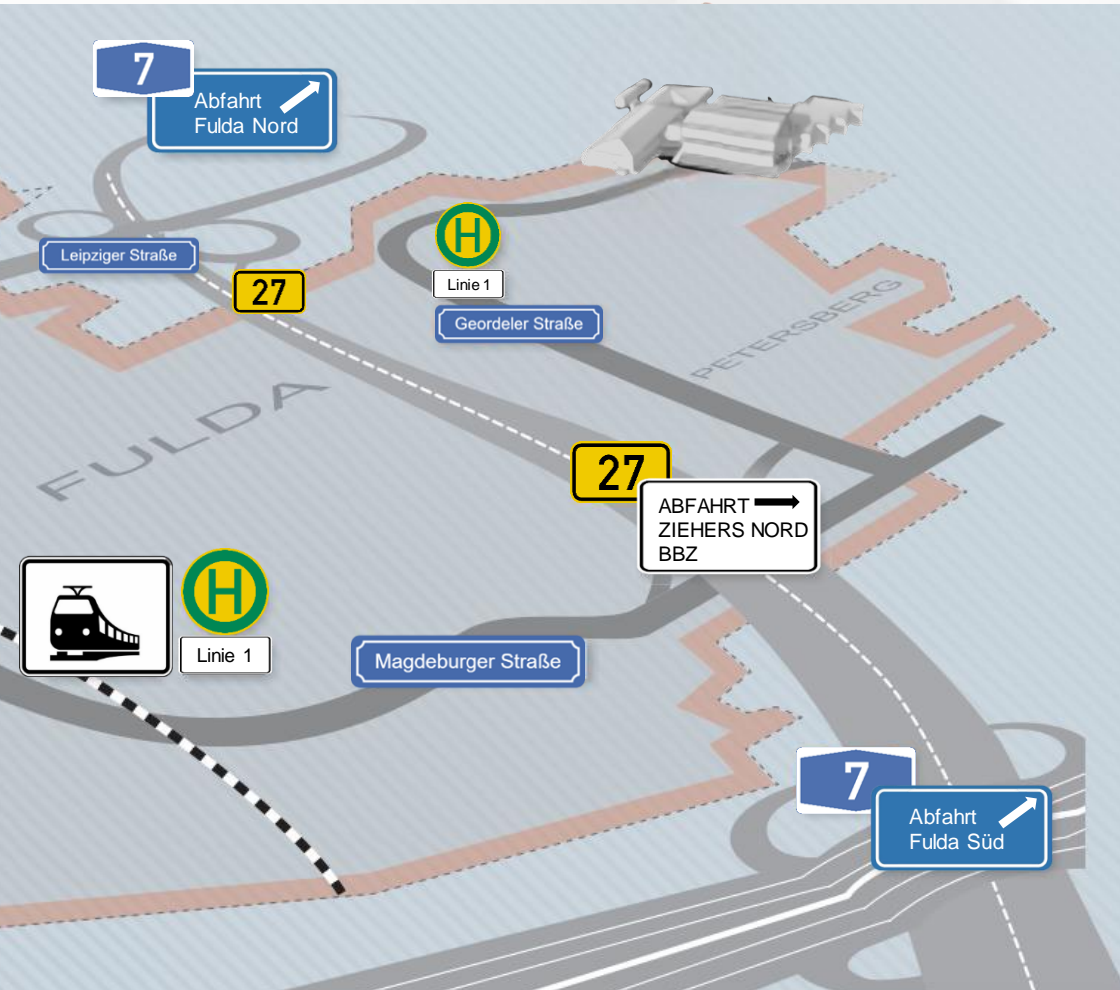 7
Abfahrt
Fulda Nord
H
Linie 1
Leipziger Straße
27
Geordeler Straße
PETERSBERG
FULDA
27
ABFAHRT
ZIEHERS NORD
BBZ
H
Linie 1
Magdeburger Straße
7
Abfahrt
Fulda Süd